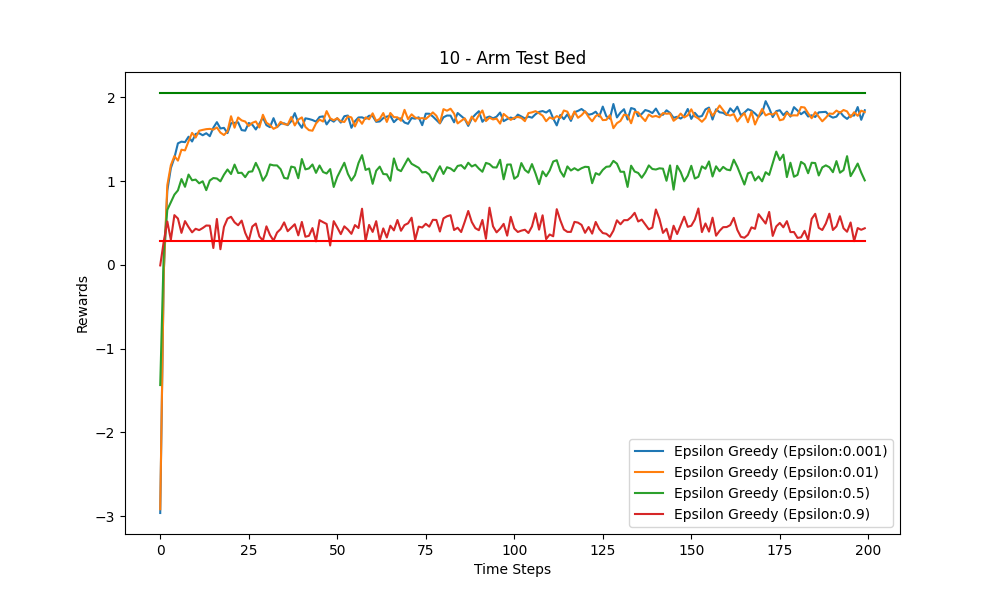 10 - Arm Test Bed
2
1
0
−1
−2
−3
Rewards
0 25 50 75 100 125 150 175 200
Time Steps
Epsilon Greedy (Epsilon:0.001)
Epsilon Greedy (Epsilon:0.01)
Epsilon Greedy (Epsilon:0.5)
Epsilon Greedy (Epsilon:0.9)